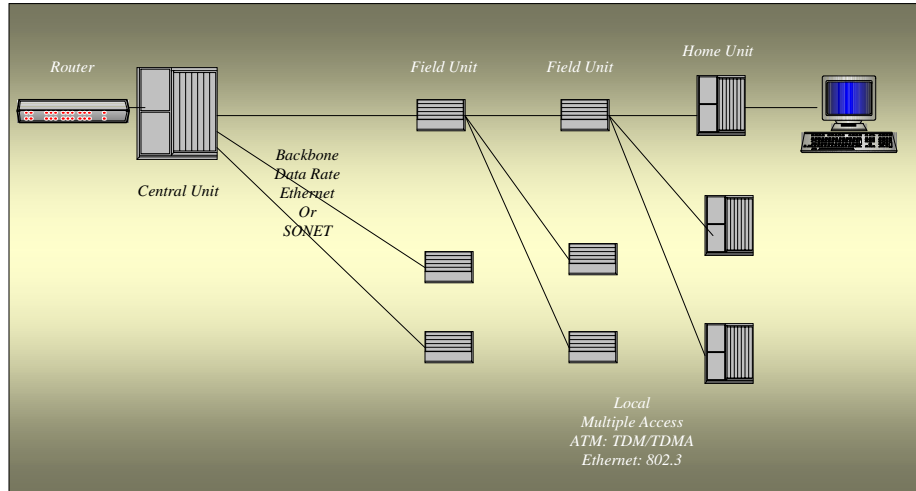 Home Unit
Router
Field Unit
Field Unit
Backbone
Data Rate
Ethernet
Or
SONET
Central Unit
Local
Multiple Access
ATM: TDM/TDMA
Ethernet: 802.3